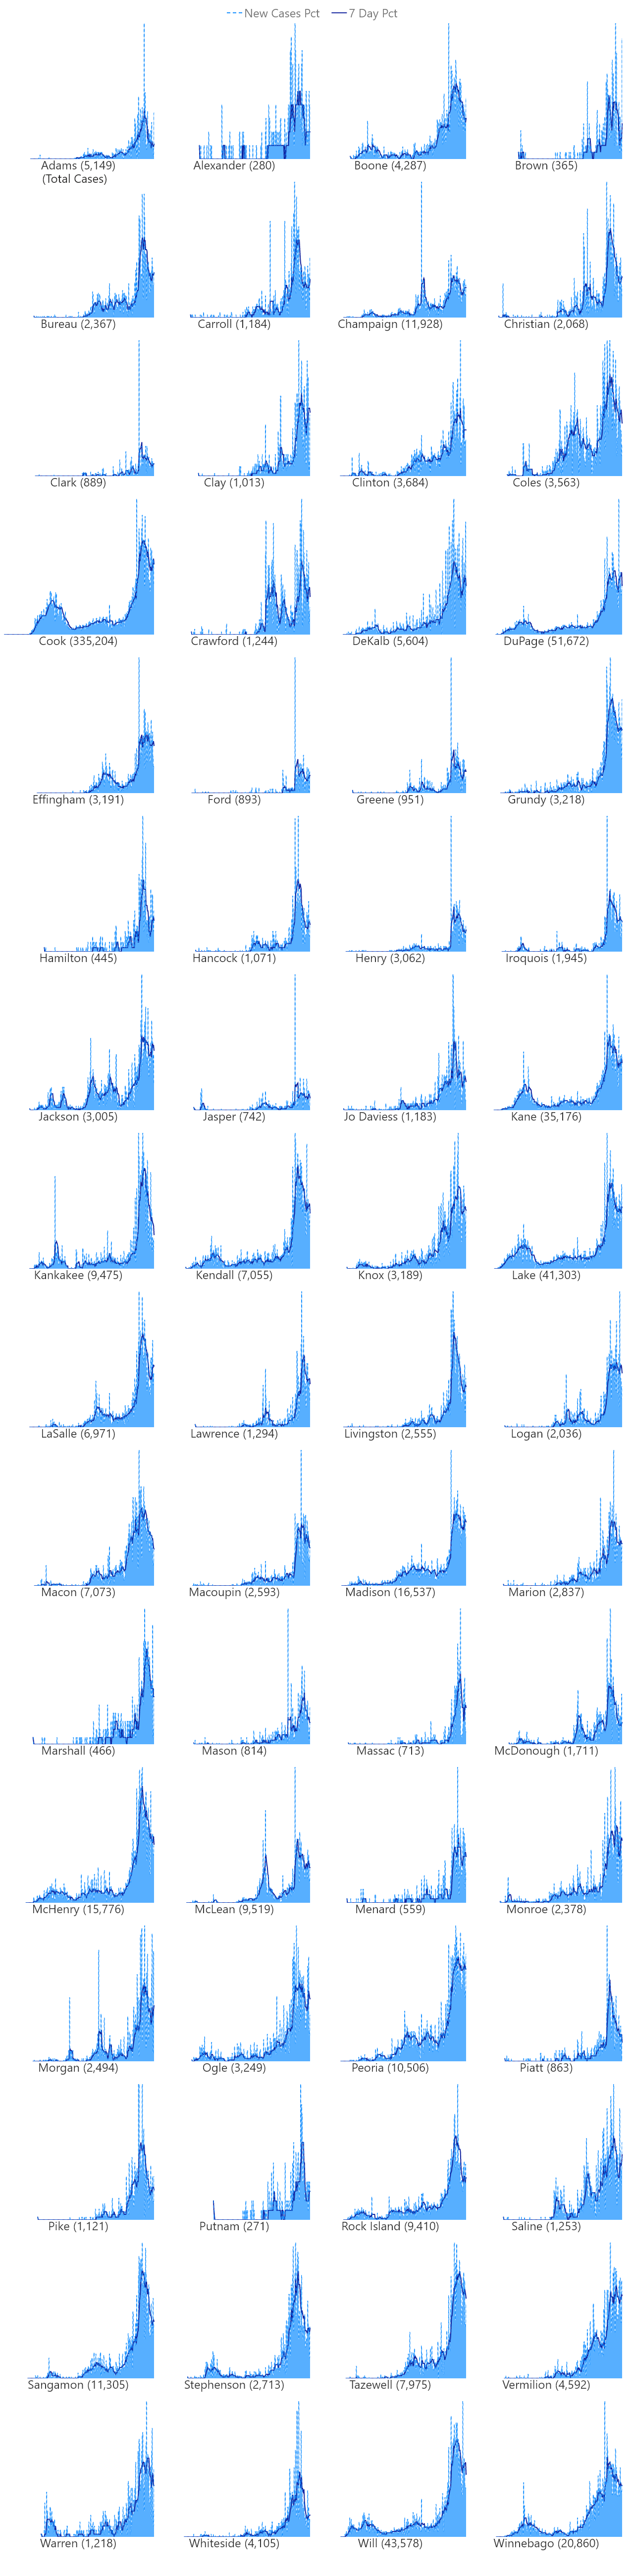 New Cases Pct 7 Day Pct
Adams (5,149) Alexander (280) Boone (4,287) Brown (365)
(Total Cases)
Bureau (2,367) Carroll (1,184) Champaign (11,928) Christian (2,068)
Clark (889) Clay (1,013) Clinton (3,684) Coles (3,563)
Cook (335,204) Crawford (1,244) DeKalb (5,604) DuPage (51,672)
Effingham (3,191) Ford (893) Greene (951) Grundy (3,218)
Hamilton (445) Hancock (1,071) Henry (3,062) Iroquois (1,945)
Jackson (3,005) Jasper (742) Jo Daviess (1,183) Kane (35,176)
Kankakee (9,475) Kendall (7,055) Knox (3,189) Lake (41,303)
LaSalle (6,971) Lawrence (1,294) Livingston (2,555) Logan (2,036)
Macon (7,073) Macoupin (2,593) Madison (16,537) Marion (2,837)
Marshall (466) Mason (814) Massac (713) McDonough (1,711)
McHenry (15,776) McLean (9,519) Menard (559) Monroe (2,378)
Morgan (2,494) Ogle (3,249) Peoria (10,506) Piatt (863)
Pike (1,121) Putnam (271) Rock Island (9,410) Saline (1,253)
Sangamon (11,305) Stephenson (2,713) Tazewell (7,975) Vermilion (4,592)
Warren (1,218) Whiteside (4,105) Will (43,578) Winnebago (20,860)